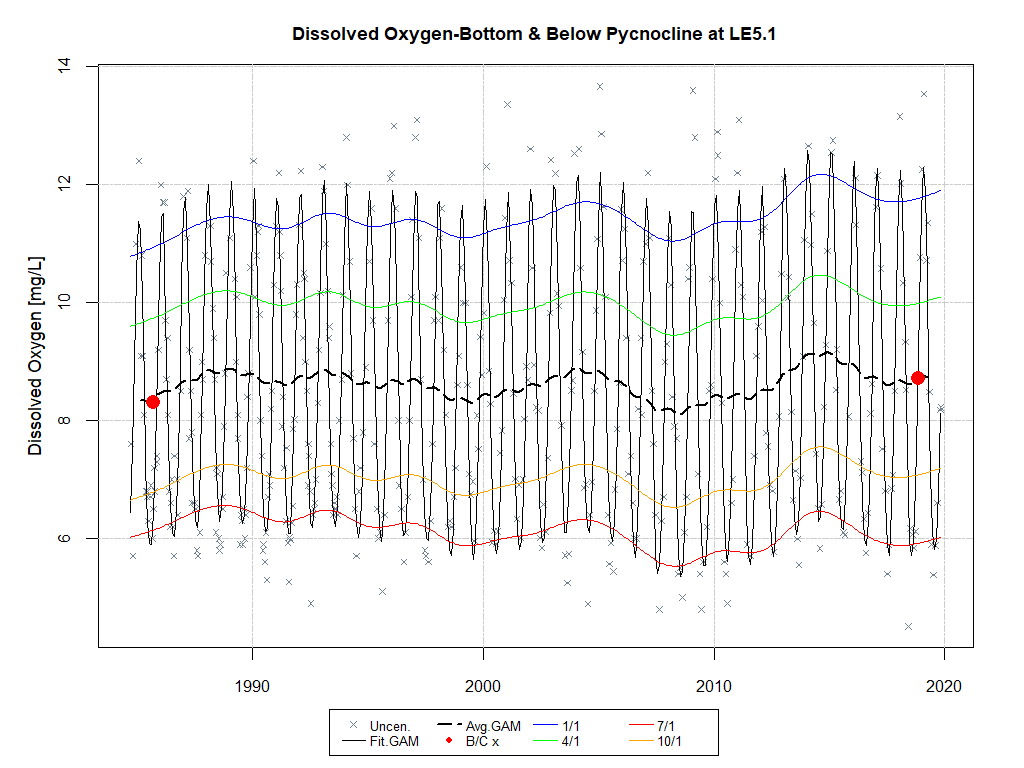 Dissolved Oxygen-Bottom & Below Pycnocline at LE5.1
Dissolved Oxygen [mg/L]
14
12
10
8
6
1990 2000 2010 2020
Uncen. Avg.GAM 1/1 7/1
Fit.GAM B/C x 4/1 10/1